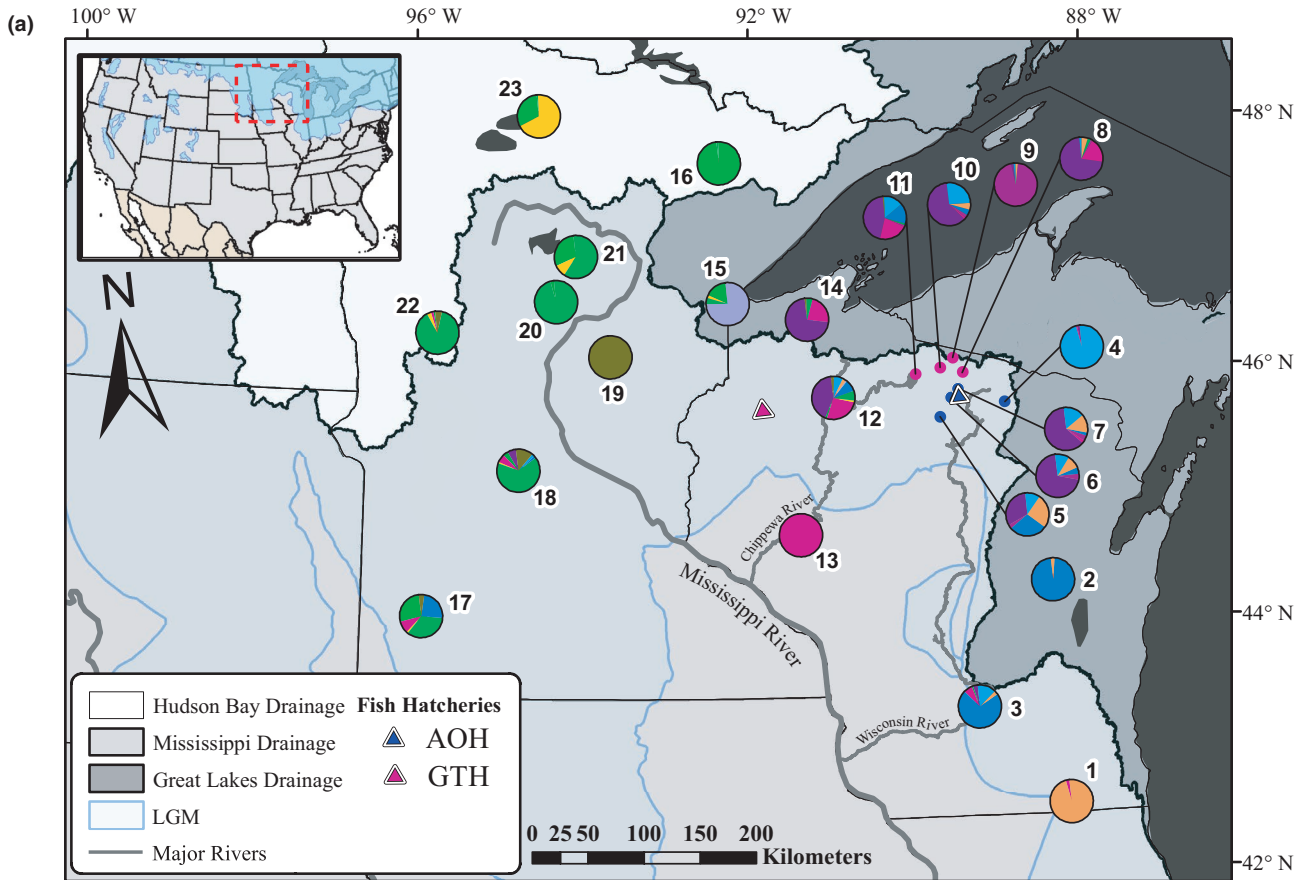 (a)
100° W 96° W 92° W 88° W
48° N
46° N
44° N
42° N
N
23
16
11
10
9
8
21
22
20
15
14
19
4
12
7
6
18
5
13
2
17
3
1
Chippewa River
Mississippi River
Wisconsin River
Hudson Bay Drainage
Mississippi Drainage
Great Lakes Drainage
LGM
Major Rivers
Fish Hatcheries
AOH
GTH
0 25 50 100 150 200
Kilometers